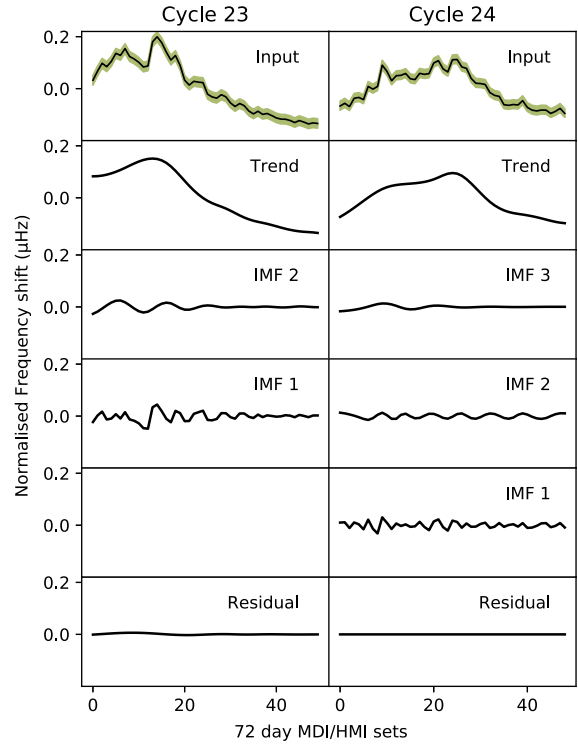 Cycle 23
Cycle 24
0.2
0.0
Input
Input
0.2
0.0
Trend
Trend
0.2
0.0
IMF 2
IMF 3
0.2
0.0
IMF 1
IMF 2
0.2
0.0
IMF 1
0.2
0.0
Residual
Residual
0
20
40
0
20
40
72 day MDI/HMI sets
Normalised Frequency shift (μHz)